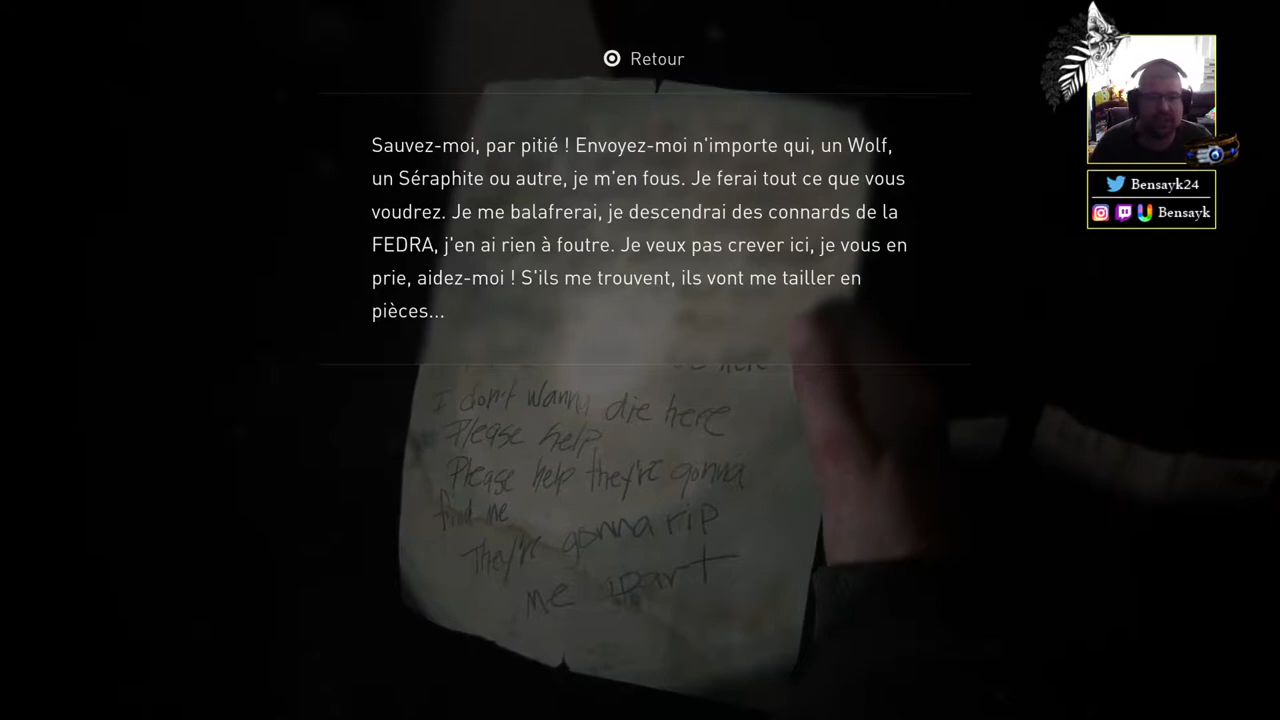 Retour
Sauvez-moi, par pitié ! Envoyez-moi n'importe qui, un Wolf,
un Séraphite ou autre, je m'en fous. Je ferai tout ce que vous
voudrez. Je me balafrerai, je descendrai des connards de la
FEDRA, j'en ai rien à foutre. Je veux pas crever ici, je vous en
prie, aidez-moi ! S'ils me trouvent, ils vont me tailler en
pièces...
I don't wanna die here
Please help
Please help they're gonna
find me
They're gonna rip
me apart
Bensayk24
Bensayk